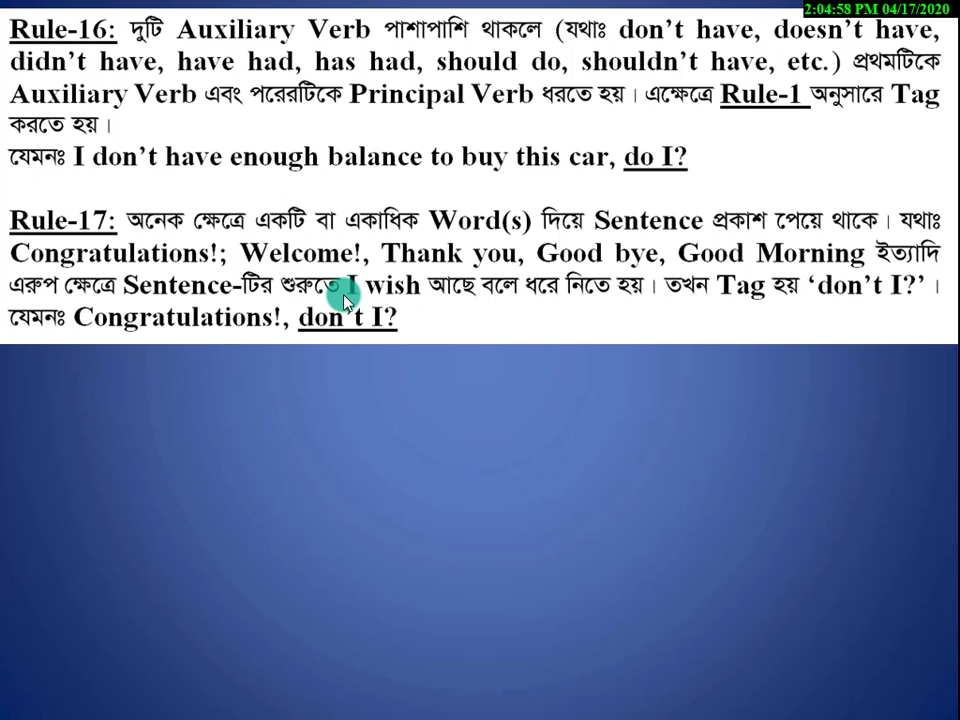 2:04:58 PM 04/17/2020
Rule-16: দুটি Auxiliary Verb পাশাপাশি থাকলে (যথাঃ don’t have, doesn’t have,
didn’t have, have had, has had, should do, shouldn’t have, etc.) প্রথমটিকে
Auxiliary Verb এবং পরেরটিকে Principal Verb ধরতে হয়। এক্ষেত্রে Rule-1 অনুসারে Tag
করতে হয়।
যেমনঃ I don’t have enough balance to buy this car, do I?
Rule-17: অনেক ক্ষেত্রে একটি বা একাধিক Word(s) দিয়ে Sentence প্রকাশ পেয়ে থাকে। যথাঃ
Congratulations!; Welcome!, Thank you, Good bye, Good Morning ইত্যাদি
এরুপ ক্ষেত্রে Sentence-টির শুরুতে I wish আছে বলে ধরে নিতে হয়। তখন Tag হয় ‘don’t I?’।
যেমনঃ Congratulations!, don’t I?